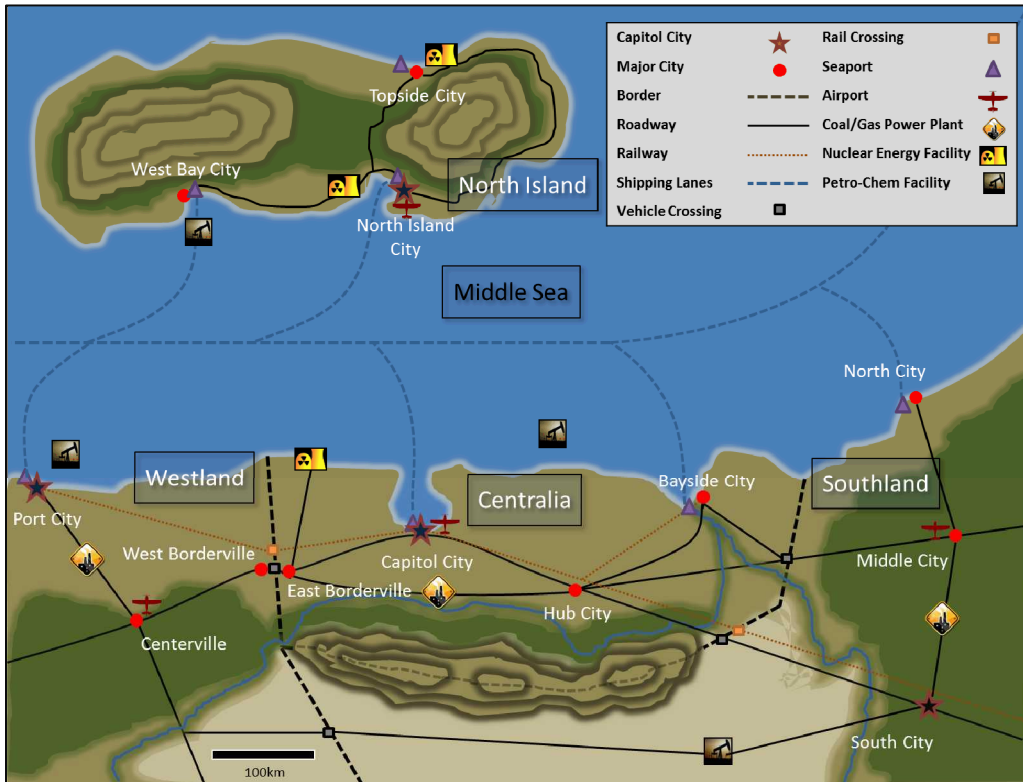 Capitol City
Rail Crossing
Major City
Seaport
Border
Airport
Roadway
Coal/Gas Power Plant
Railway
Nuclear Energy Facility
Shipping Lanes
Petro-Chem Facility
Vehicle Crossing
Topside City
West Bay City
North Island
North Island
City
Middle Sea
North City
Westland
Centralia
Bayside City
Southland
Port City
West Borderville
Capitol City
Middle City
East Borderville
Hub City
Centerville
South City
100km